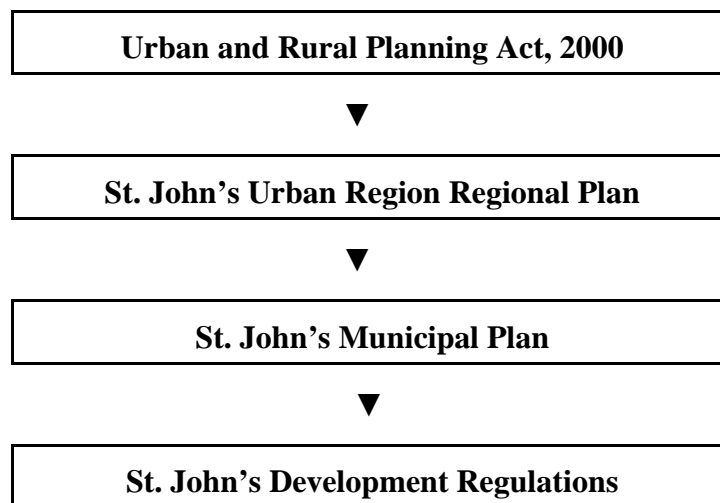 Urban and Rural Planning Act, 2000
St. John’s Urban Region Regional Plan
St. John’s Municipal Plan
St. John’s Development Regulations